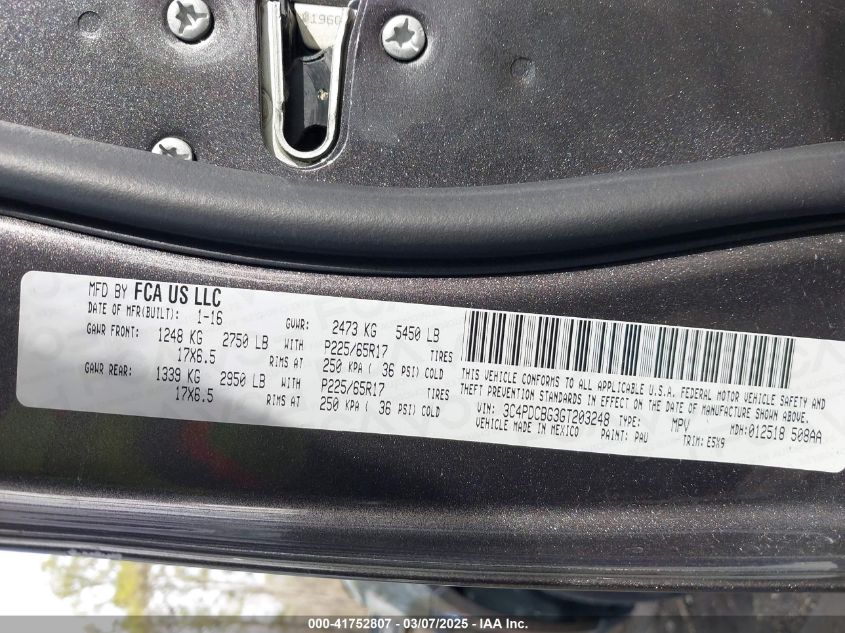 01960
MFD BY FCA US LLC
DATE OF MFR(BUILT): 1-16 GVWR: 2473 KG 5450 LB
GAWR FRONT: 1248 KG 2750 LB WITH P225/65R17 TIRES
17X6.5 RIMS AT 250 KPA ( 36 PSI) COLD
GAWR REAR: 1339 KG 2950 LB WITH P225/65R17 TIRES
17X6.5 RIMS AT 250 KPA ( 36 PSI) COLD
THIS VEHICLE CONFORMS TO ALL APPLICABLE U.S.A. FEDERAL MOTOR VEHICLE SAFETY AND
THEFT PREVENTION STANDARDS IN EFFECT ON THE DATE OF MANUFACTURE SHOWN ABOVE.
VIN: 3C4PDCBG3GT203248 TYPE: MPV MDH:012518 508AA
VEHICLE MADE IN MEXICO PAINT: PAU TRIM: E5X9
000-41752807 - 03/07/2025 - IAA Inc.